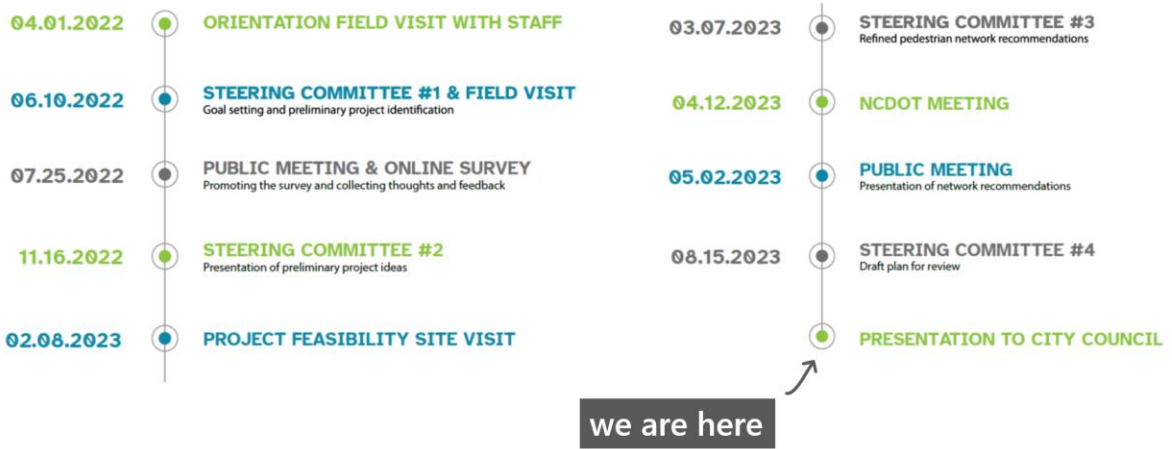 04.01.2022 ORIENTATION FIELD VISIT WITH STAFF
06.10.2022 STEERING COMMITTEE #1 & FIELD VISIT
Goal setting and preliminary project identification
07.25.2022 PUBLIC MEETING & ONLINE SURVEY
Promoting the survey and collecting thoughts and feedback
11.16.2022 STEERING COMMITTEE #2
Presentation of preliminary project ideas
02.08.2023 PROJECT FEASIBILITY SITE VISIT
03.07.2023 STEERING COMMITTEE #3
Refined pedestrian network recommendations
04.12.2023 NCDOT MEETING
05.02.2023 PUBLIC MEETING
Presentation of network recommendations
08.15.2023 STEERING COMMITTEE #4
Draft plan for review
PRESENTATION TO CITY COUNCIL
we are here